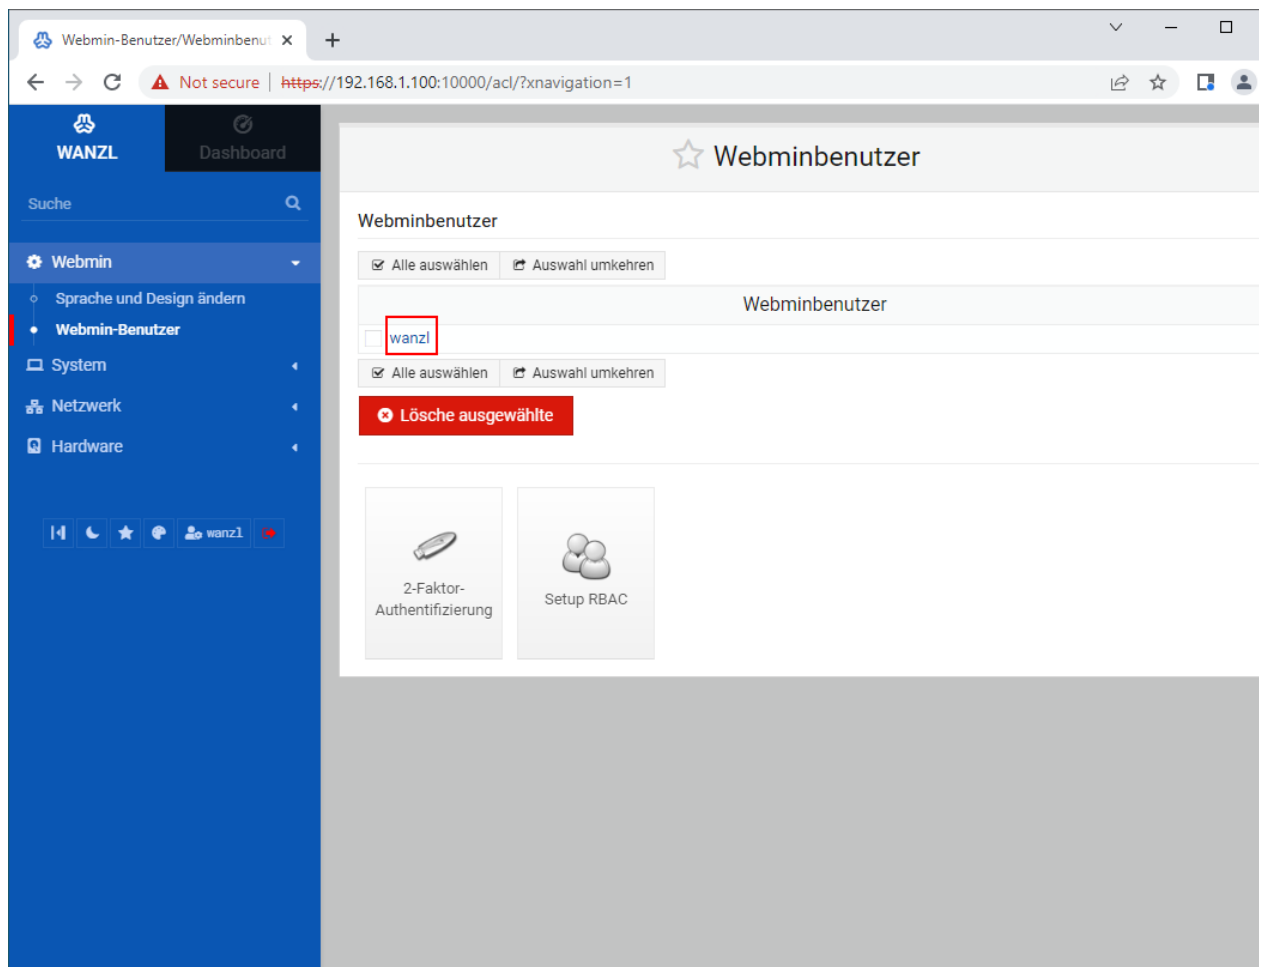 Webmin-Benutzer/Webminbenut
Not secure | https://192.168.1.100:10000/acl/?xnavigation=1
WANZL
Dashboard
Suche
Webmin
Sprache und Design ändern
Webmin-Benutzer
System
Netzwerk
Hardware
wanzl
Webminbenutzer
Webminbenutzer
Alle auswählen
Auswahl umkehren
Webminbenutzer
wanzl
Alle auswählen
Auswahl umkehren
Lösche ausgewählte
2-Faktor-
Authentifizierung
Setup RBAC